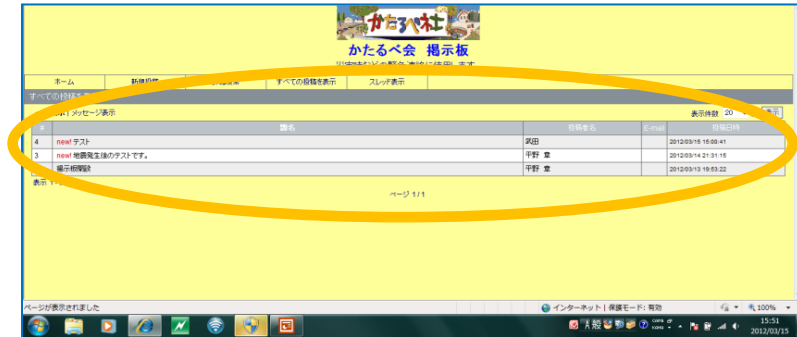 かたるべ社
かたるべ会 掲示板
ホーム
すべての投稿を表示 スレッド表示
メッセージ表示 表示件数 20
# 題名 投稿者名 E-mail 投稿日時
4 new! テスト 武田 2012/03/15 15:09:41
3 new! 地震発生後のテストです。 平野 章 2012/03/14 21:31:15
掲示板開設 平野 章 2012/03/13 19:53:22
表示
ページ 1/1
ページが表示されました インターネット | 保護モード: 有効 100%
15:51
2012/03/15